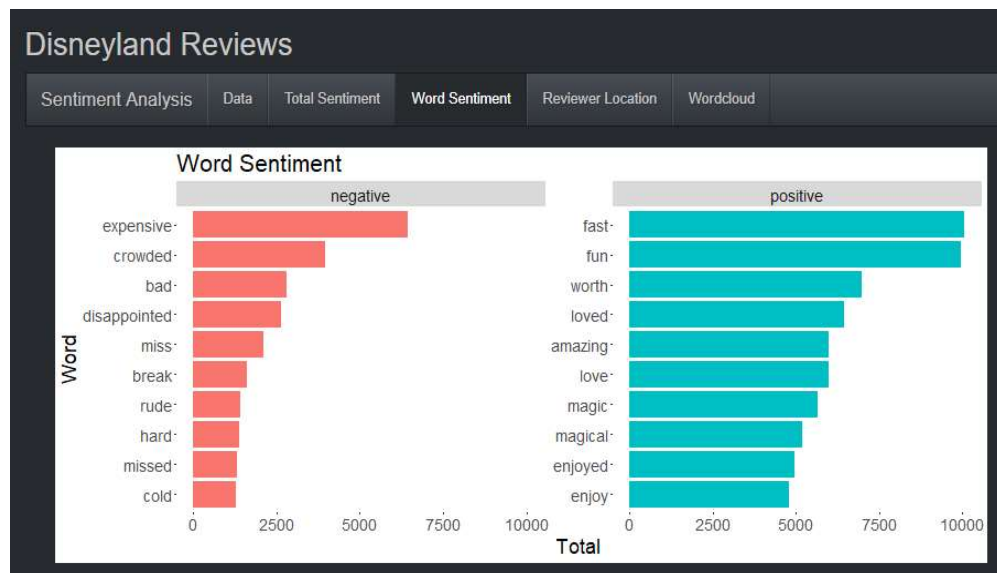 Disneyland Reviews
Sentiment Analysis Data Total Sentiment Word Sentiment Reviewer Location Wordcloud
Word Sentiment
negative positive
expensive fast
crowded fun
bad worth
disappointed loved
miss amazing
break love
rude magic
hard magical
missed enjoyed
cold enjoy
Word
0 2500 5000 7500 10000 0 2500 5000 7500 10000
Total